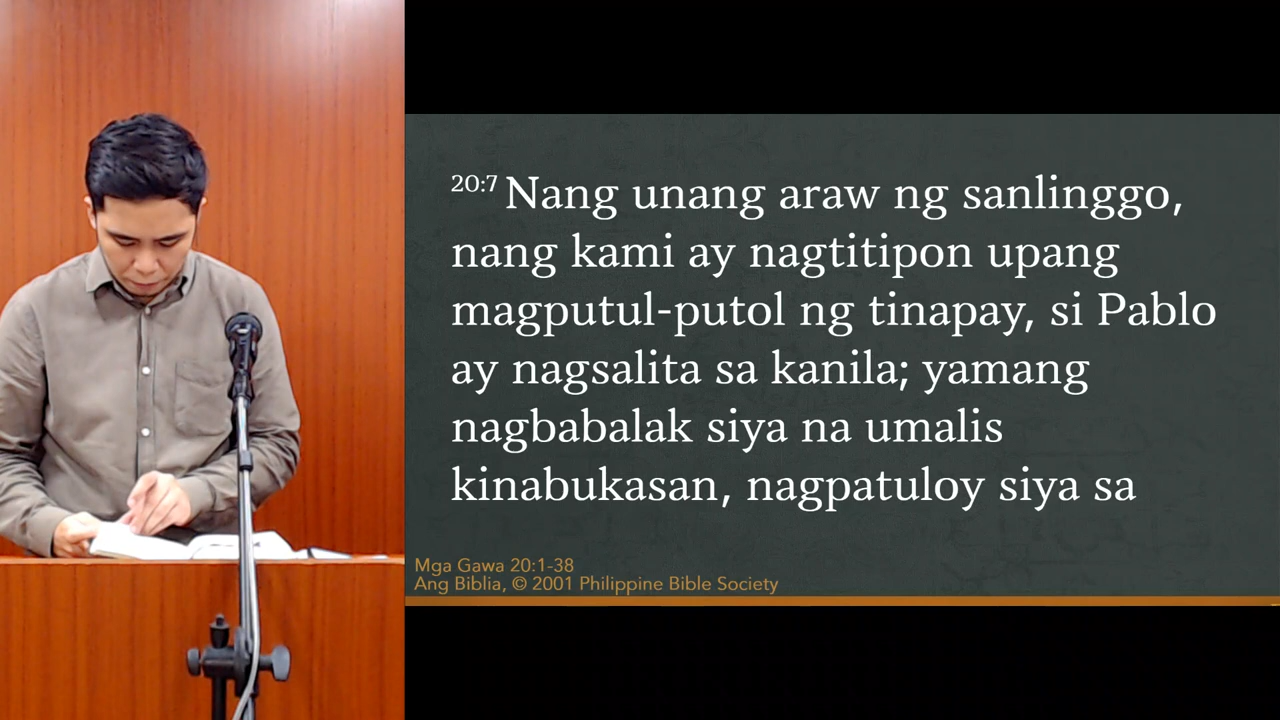 20:7 Nang unang araw ng sanlinggo,
nang kami ay nagtitipon upang
magputul-putol ng tinapay, si Pablo
ay nagsalita sa kanila; yamang
nagbabalak siya na umalis
kinabukasan, nagpatuloy siya sa
Mga Gawa 20:1-38
Ang Biblia, © 2001 Philippine Bible Society